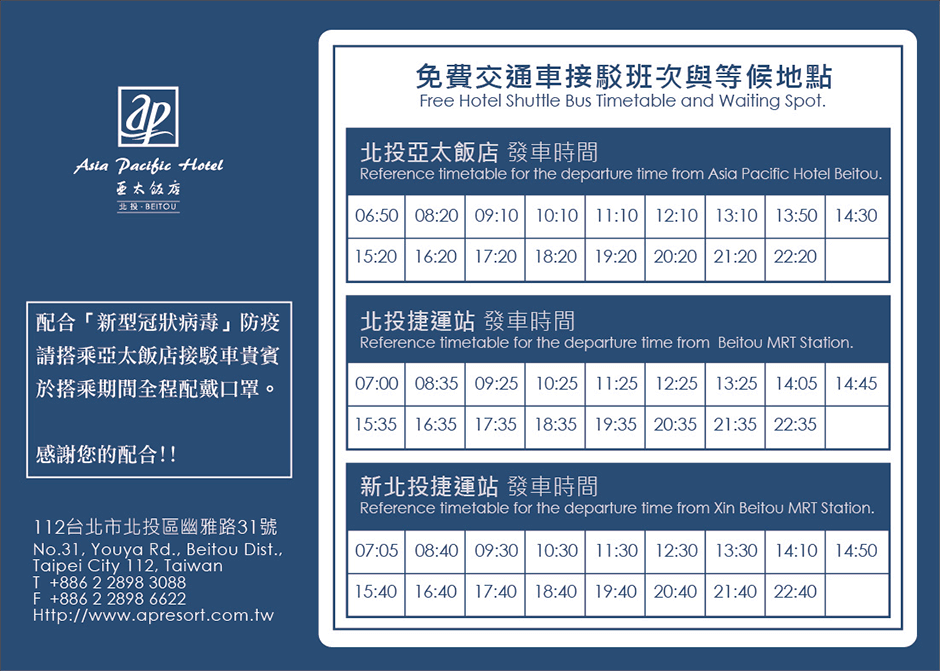 ap
Asia Pacific Hotel
亞太飯店
北投·BEITOU
配合「新型冠狀病毒」防疫
請搭乘亞太飯店接駁車貴賓
於搭乘期間全程配戴口罩。
感謝您的配合!!
112台北市北投區幽雅路31號
No.31, Youya Rd., Beitou Dist.,
Taipei City 112, Taiwan
T +886 2 2898 3088
F +886 2 2898 6622
Http://www.apresort.com.tw
免費交通車接駁班次與等候地點
Free Hotel Shuttle Bus Timetable and Waiting Spot.
北投亞太飯店 發車時間
Reference timetable for the departure time from Asia Pacific Hotel Beitou.
06:50 08:20 09:10 10:10 11:10 12:10 13:10 13:50 14:30
15:20 16:20 17:20 18:20 19:20 20:20 21:20 22:20
北投捷運站 發車時間
Reference timetable for the departure time from Beitou MRT Station.
07:00 08:35 09:25 10:25 11:25 12:25 13:25 14:05 14:45
15:35 16:35 17:35 18:35 19:35 20:35 21:35 22:35
新北投捷運站 發車時間
Reference timetable for the departure time from Xin Beitou MRT Station.
07:05 08:40 09:30 10:30 11:30 12:30 13:30 14:10 14:50
15:40 16:40 17:40 18:40 19:40 20:40 21:40 22:40